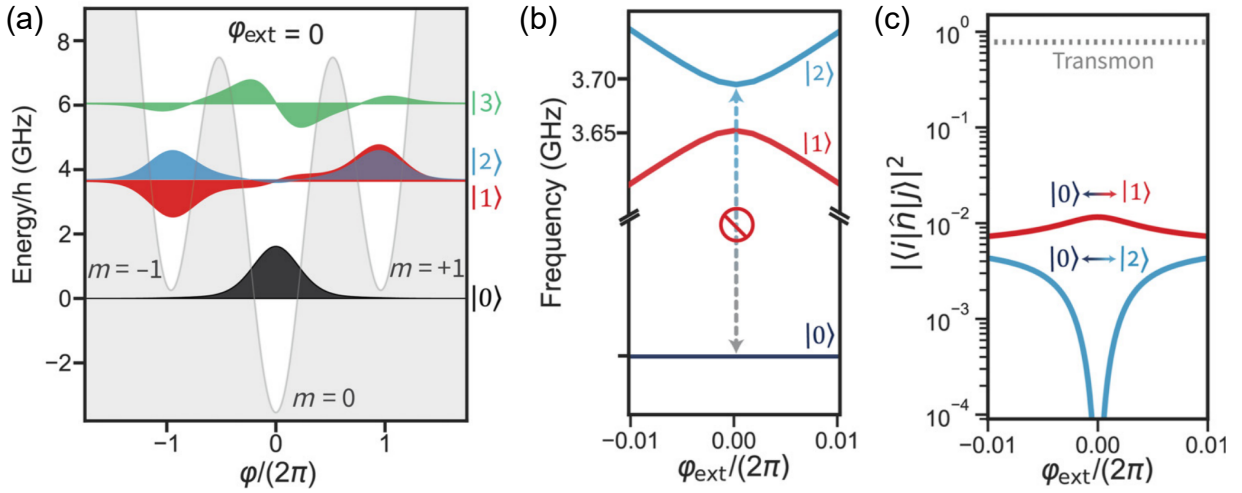 (a)
φext = 0
Energy/h (GHz)
8
6
4
2
0
−2
|3⟩
|2⟩
|1⟩
|0⟩
m = −1
m = +1
m = 0
−1
0
1
φ/(2π)
(b)
Frequency (GHz)
3.70
3.65
|2⟩
|1⟩
|0⟩
−0.01
0.00
0.01
φext/(2π)
(c)
|⟨i|n̂|j⟩|²
10⁰
10⁻¹
10⁻²
10⁻³
10⁻⁴
Transmon
|0⟩ ↔ |1⟩
|0⟩ ↔ |2⟩
−0.01
0.00
0.01
φext/(2π)